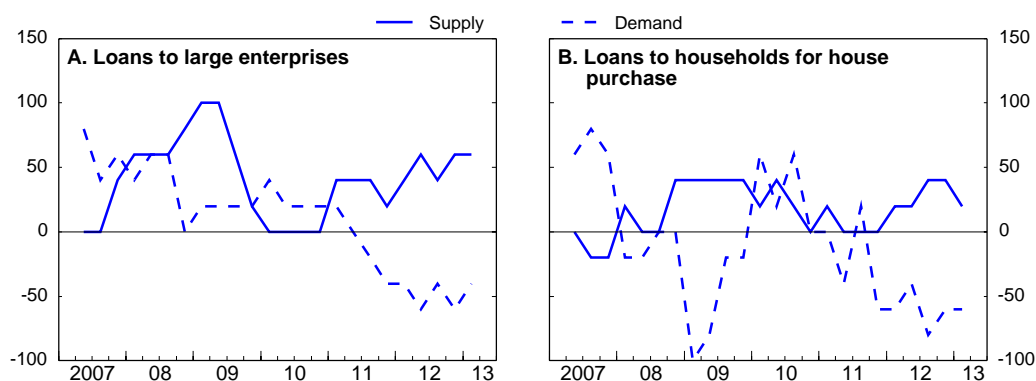 Supply
Demand
A. Loans to large enterprises
B. Loans to households for house
purchase
150
100
50
0
-50
-100
150
100
50
0
-50
-100
2007 08 09 10 11 12 13
2007 08 09 10 11 12 13